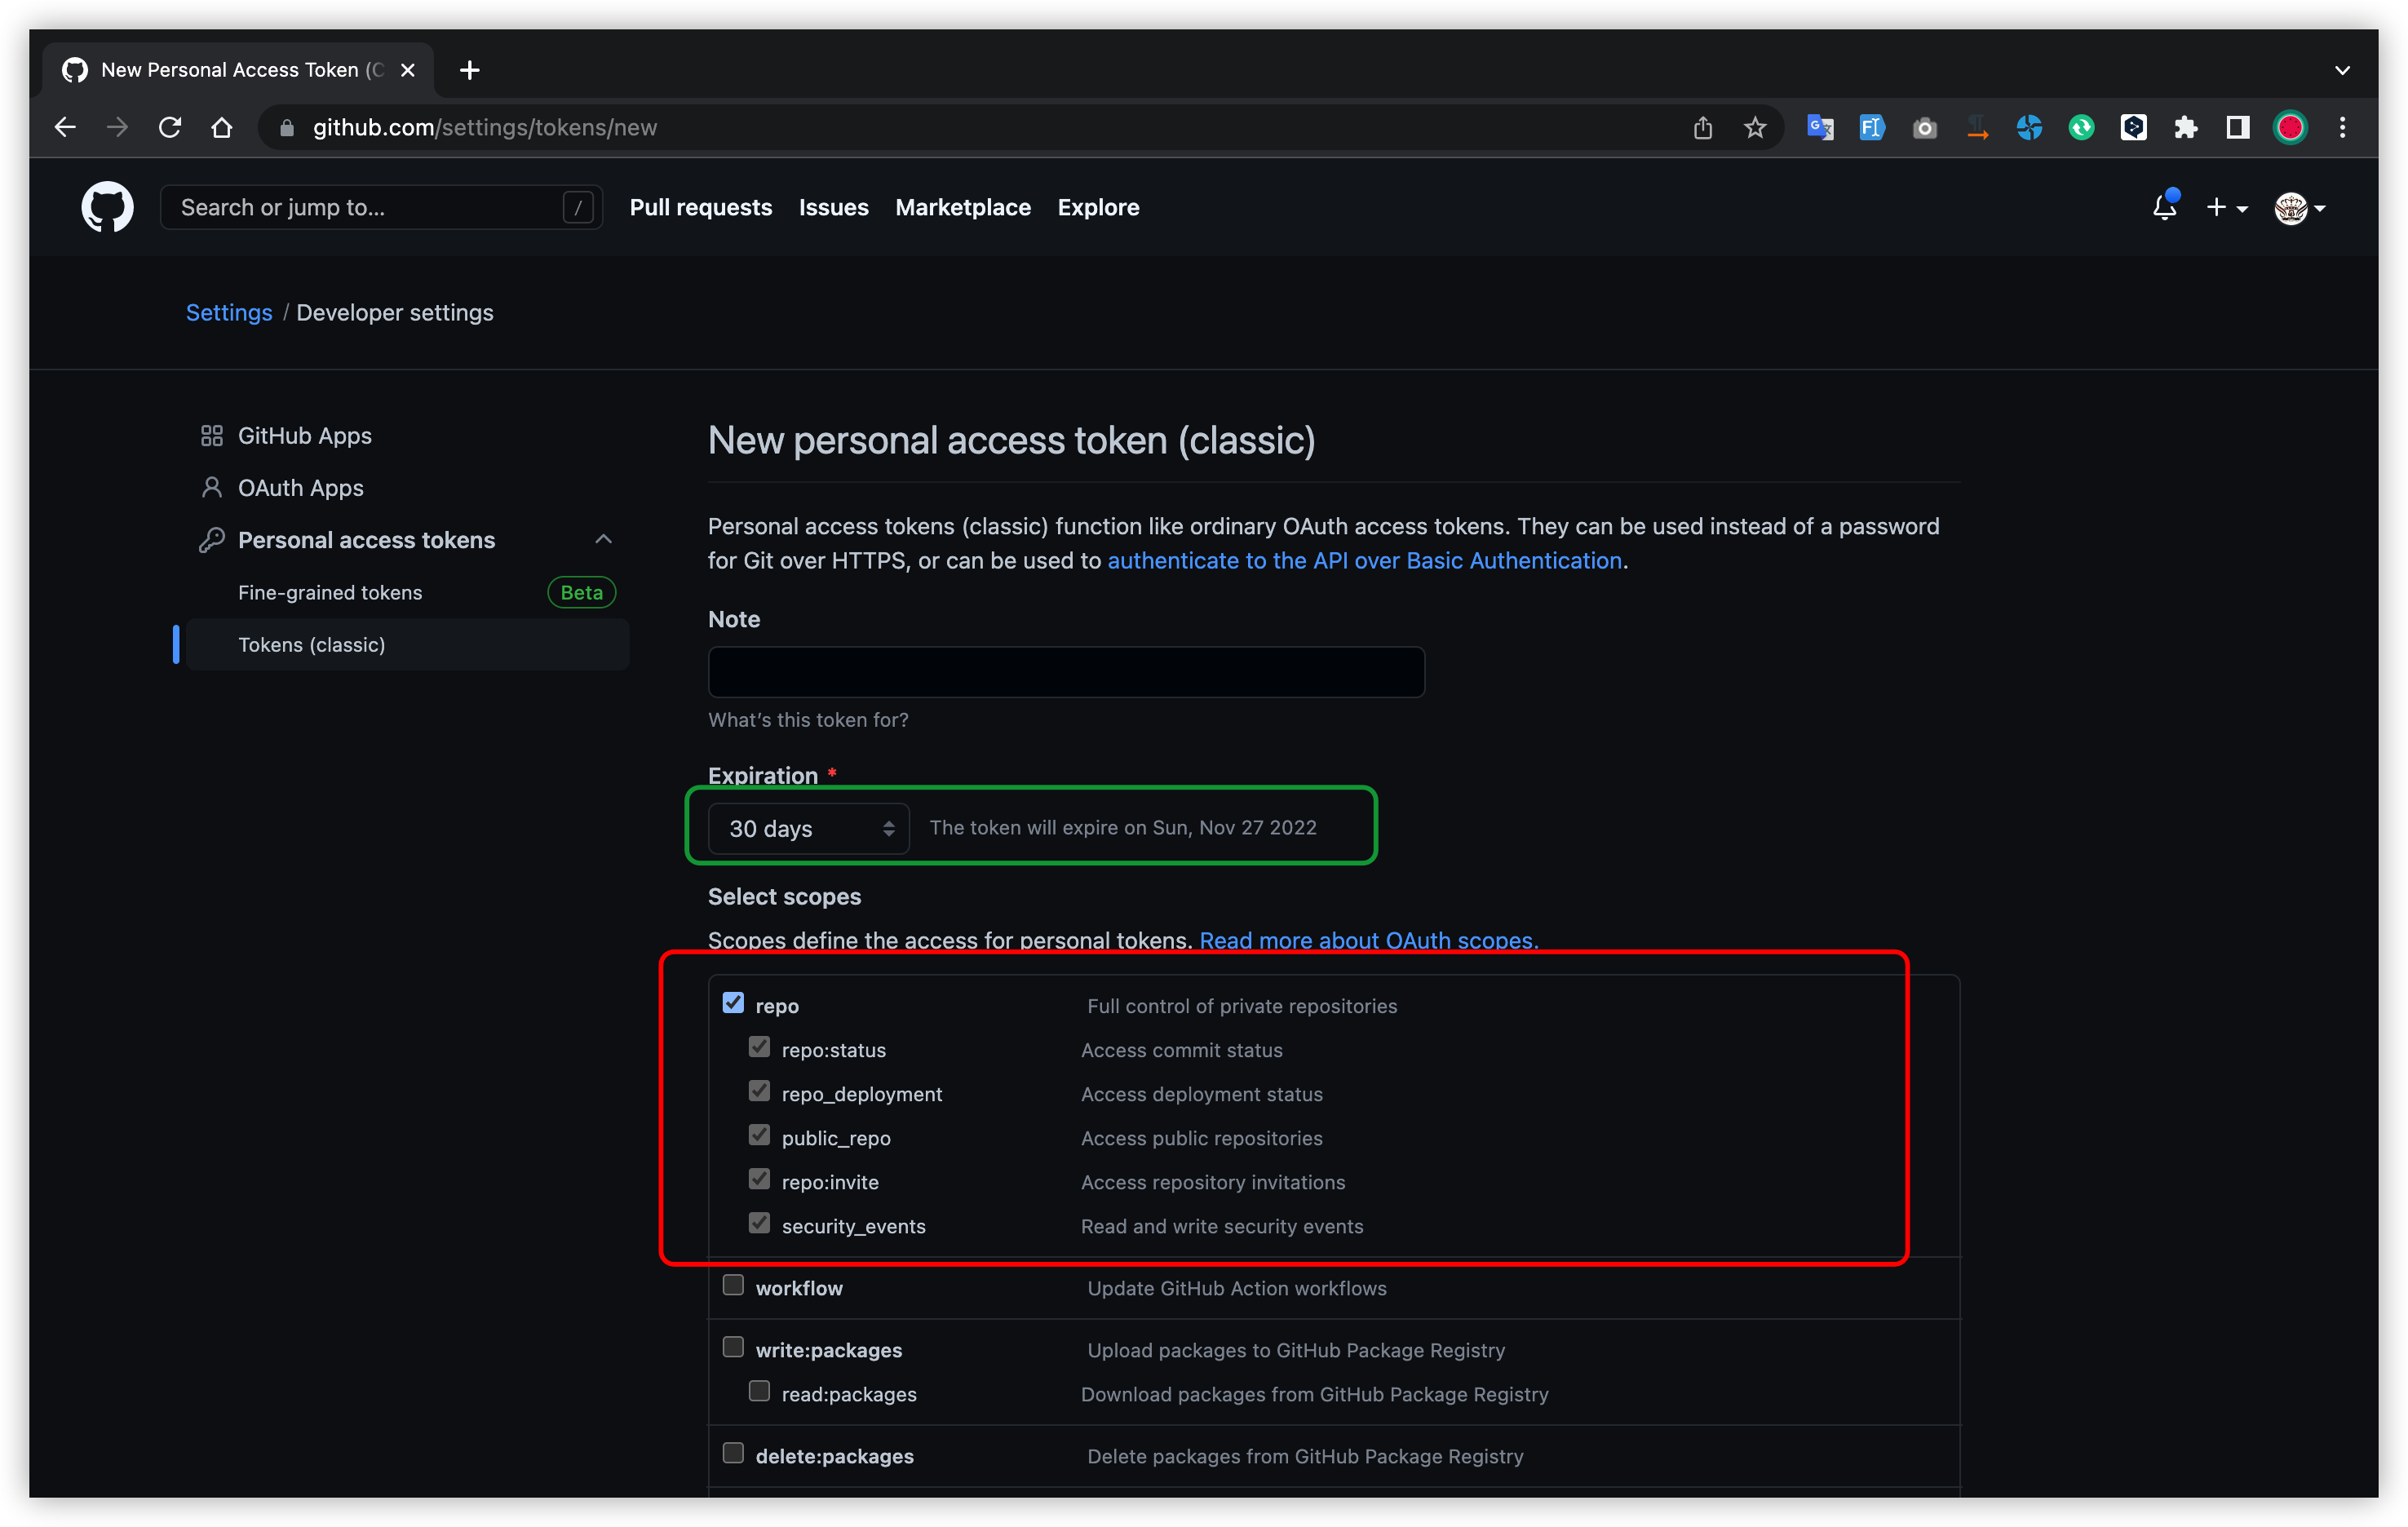 New Personal Access Token (C
github.com/settings/tokens/new
Search or jump to... /
Pull requests Issues Marketplace Explore
Settings / Developer settings
GitHub Apps
OAuth Apps
Personal access tokens
Fine-grained tokens Beta
Tokens (classic)
New personal access token (classic)
Personal access tokens (classic) function like ordinary OAuth access tokens. They can be used instead of a password
for Git over HTTPS, or can be used to authenticate to the API over Basic Authentication.
Note
What's this token for?
Expiration *
30 days The token will expire on Sun, Nov 27 2022
Select scopes
Scopes define the access for personal tokens. Read more about OAuth scopes.
repo Full control of private repositories
repo:status Access commit status
repo_deployment Access deployment status
public_repo Access public repositories
repo:invite Access repository invitations
security_events Read and write security events
workflow Update GitHub Action workflows
write:packages Upload packages to GitHub Package Registry
read:packages Download packages from GitHub Package Registry
delete:packages Delete packages from GitHub Package Registry